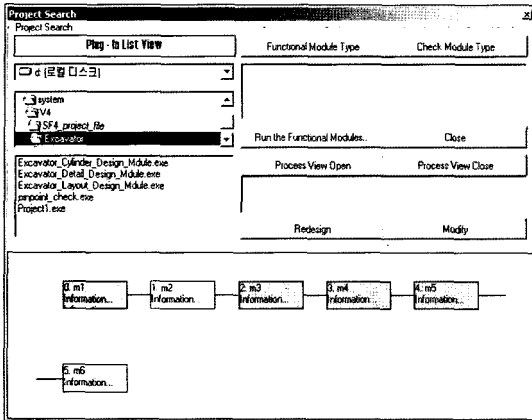 Project Search
Project Search
Plug - In List View
d: [로컬 디스크]
system
V4
SF4_project_file
Excavator
Excavator_Cylinder_Design_Mdule.exe
Excavator_Detail_Design_Mdule.exe
Excavator_Layout_Design_Mdule.exe
pinpoint_check.exe
Project1.exe
Functional Module Type
Check Module Type
Run the Functional Modules..
Close
Process View Open
Process View Close
Redesign
Modify
0. m1
Information...
1. m2
Information...
2. m3
Information...
3. m4
Information...
4. m5
Information...
5. m6
Information...